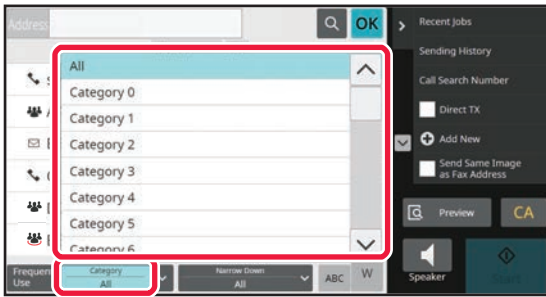 Address
OK
All
Category 0
Category 1
Category 2
Category 3
Category 4
Category 5
Category 6
Frequent
Use
Category
All
Narrow Down
All
ABC
W
Recent Jobs
Sending History
Call Search Number
Direct TX
Add New
Send Same Image
as Fax Address
Preview
CA
Speaker
Start